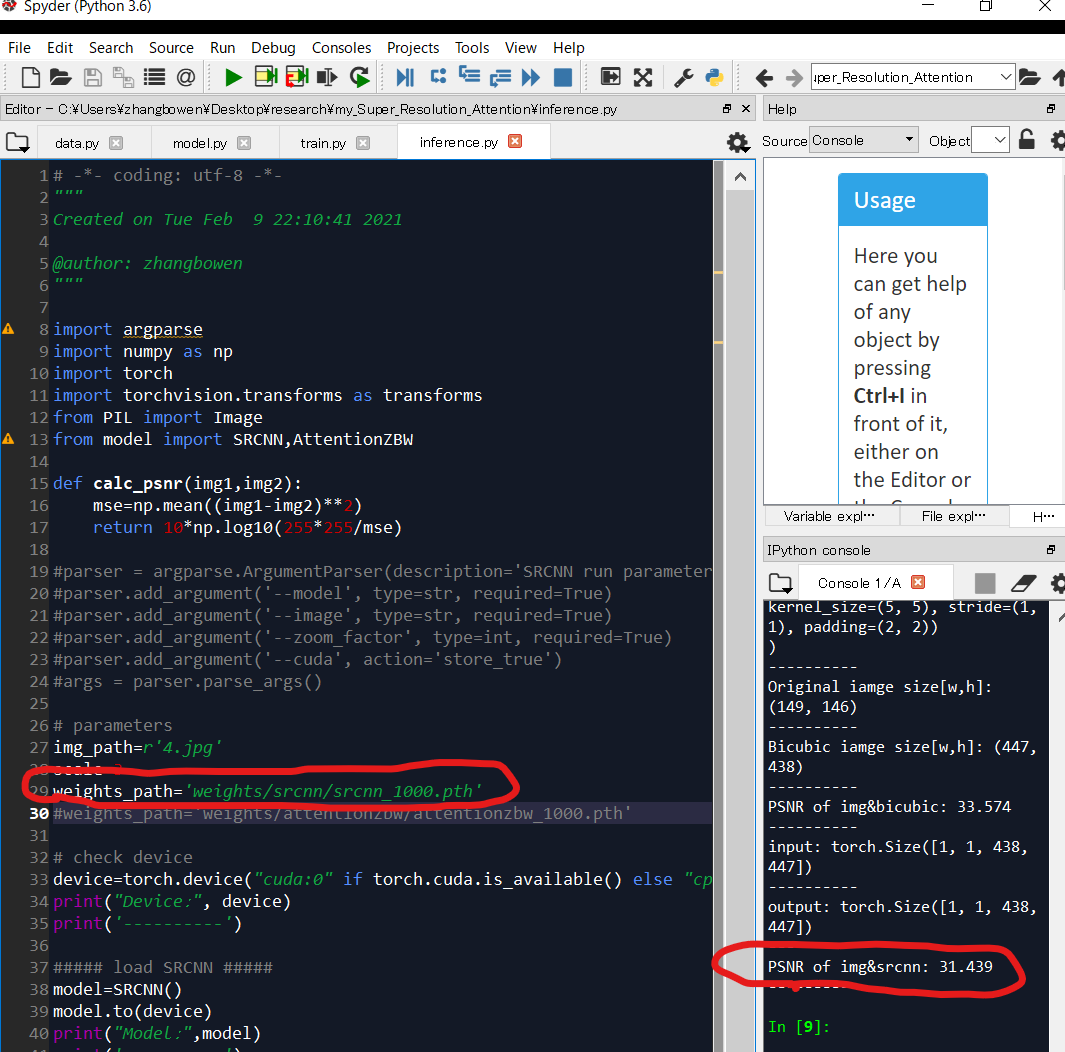 Spyder (Python 3.6)
File Edit Search Source Run Debug Consoles Projects Tools View Help
uper_Resolution_Attention
Editor - C:¥Users¥zhangbowen¥Desktop¥research¥my_Super_Resolution_Attention¥inference.py
data.py model.py train.py inference.py
1 # -*- coding: utf-8 -*-
2 """
3 Created on Tue Feb  9 22:10:41 2021
4
5 @author: zhangbowen
6 """
7
8 import argparse
9 import numpy as np
10 import torch
11 import torchvision.transforms as transforms
12 from PIL import Image
13 from model import SRCNN,AttentionZBW
14
15 def calc_psnr(img1,img2):
16     mse=np.mean((img1-img2)**2)
17     return 10*np.log10(255*255/mse)
18
19 #parser = argparse.ArgumentParser(description='SRCNN run parameter
20 #parser.add_argument('--model', type=str, required=True)
21 #parser.add_argument('--image', type=str, required=True)
22 #parser.add_argument('--zoom_factor', type=int, required=True)
23 #parser.add_argument('--cuda', action='store_true')
24 #args = parser.parse_args()
25
26 # parameters
27 img_path=r'4.jpg'
28
29 weights_path='weights/srcnn/srcnn_1000.pth'
30 #weights_path='weights/attentionzbw/attentionzbw_1000.pth'
31
32 # check device
33 device=torch.device("cuda:0" if torch.cuda.is_available() else "cp
34 print("Device:", device)
35 print('----------')
36
37 ##### load SRCNN #####
38 model=SRCNN()
39 model.to(device)
40 print("Model:",model)
Help
Source Console Object
Usage
Here you
can get help
of any
object by
pressing
Ctrl+I in
front of it,
either on
the Editor or
Variable expl··· File expl··· H···
IPython console
Console 1/A
kernel_size=(5, 5), stride=(1,
1), padding=(2, 2))
)
----------
Original iamge size[w,h]:
(149, 146)
----------
Bicubic iamge size[w,h]: (447,
438)
----------
PSNR of img&bicubic: 33.574
----------
input: torch.Size([1, 1, 438,
447])
----------
output: torch.Size([1, 1, 438,
447])
PSNR of img&srcnn: 31.439
----------
In [9]: